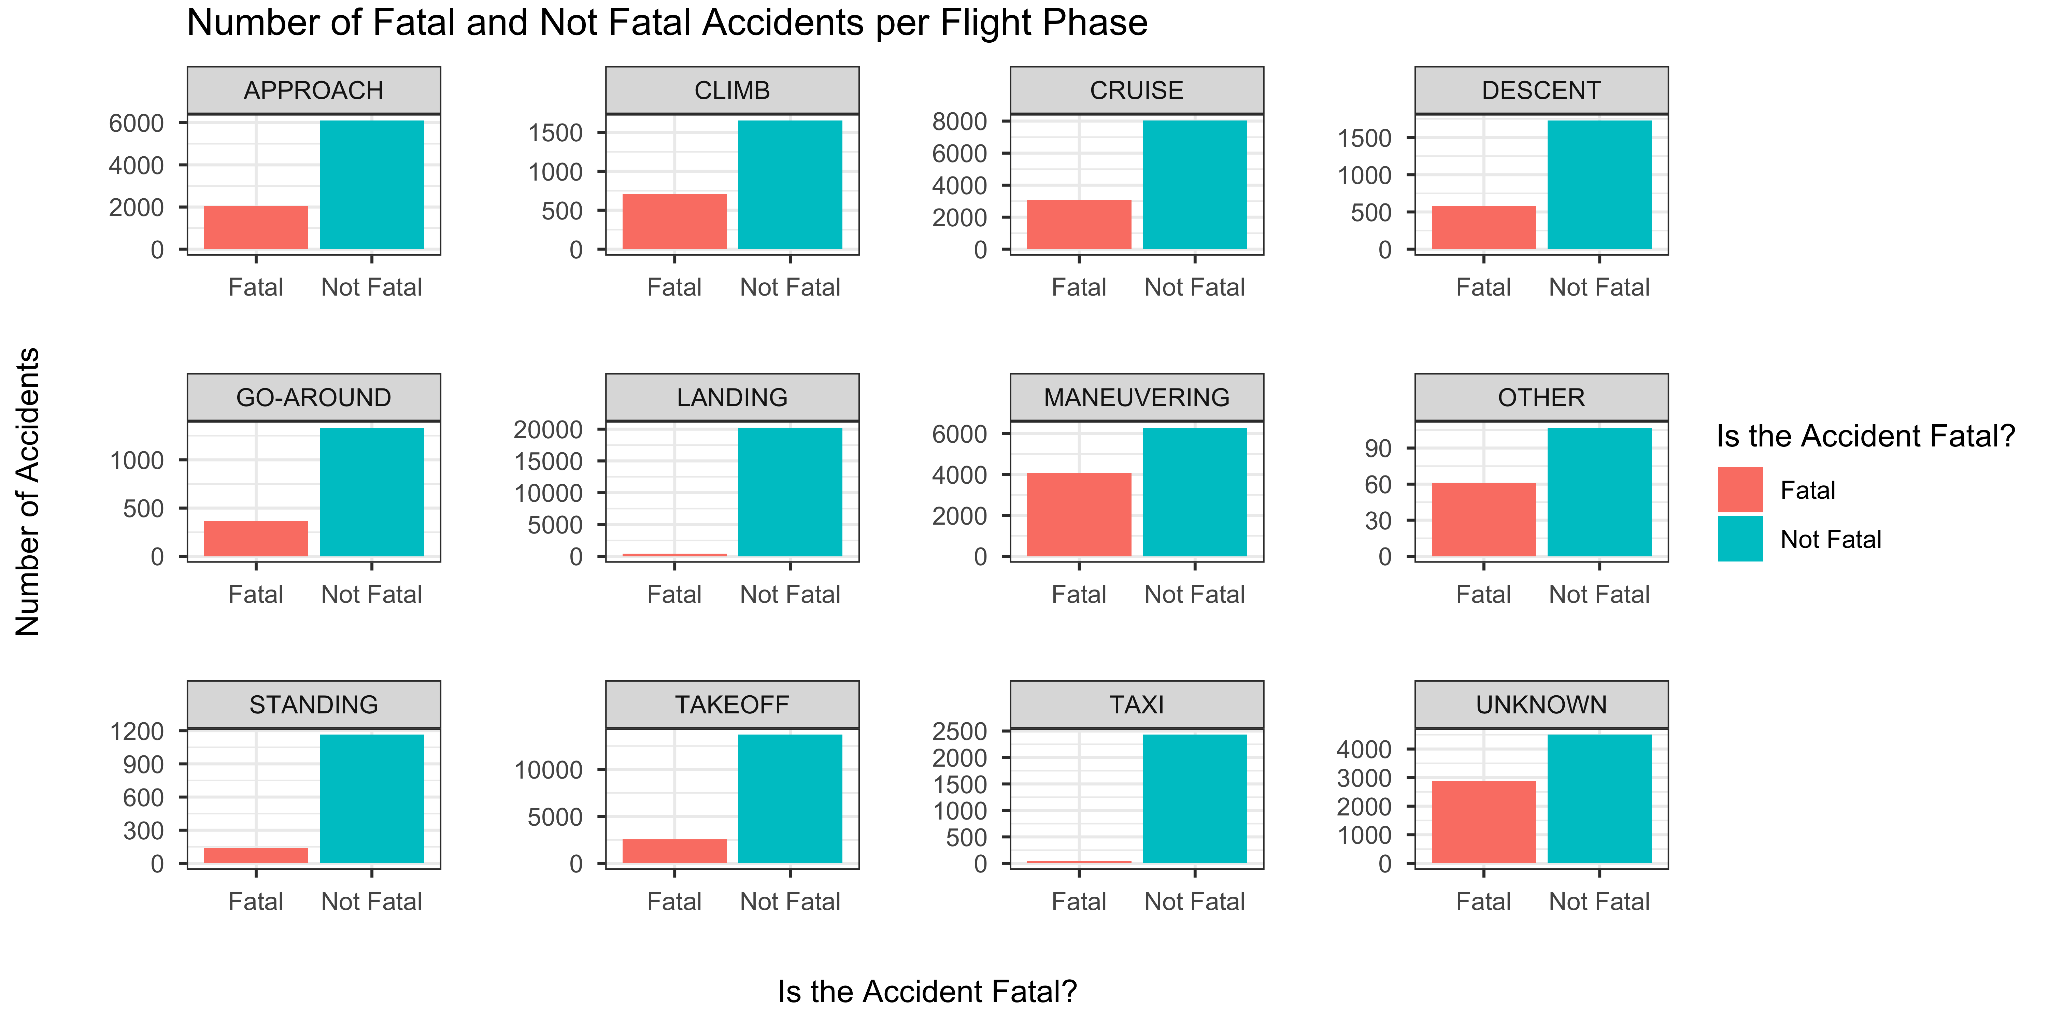 Number of Fatal and Not Fatal Accidents per Flight Phase
APPROACH
CLIMB
CRUISE
DESCENT
6000
4000
2000
0
1500
1000
500
0
8000
6000
4000
2000
0
1500
1000
500
0
Fatal Not Fatal
Fatal Not Fatal
Fatal Not Fatal
Fatal Not Fatal
Number of Accidents
GO-AROUND
LANDING
MANEUVERING
OTHER
1000
500
0
20000
15000
10000
5000
0
6000
4000
2000
0
90
60
30
0
Fatal Not Fatal
Fatal Not Fatal
Fatal Not Fatal
Fatal Not Fatal
Is the Accident Fatal?
Fatal
Not Fatal
STANDING
TAKEOFF
TAXI
UNKNOWN
1200
900
600
300
0
10000
5000
0
2500
2000
1500
1000
500
0
4000
3000
2000
1000
0
Fatal Not Fatal
Fatal Not Fatal
Fatal Not Fatal
Fatal Not Fatal
Is the Accident Fatal?